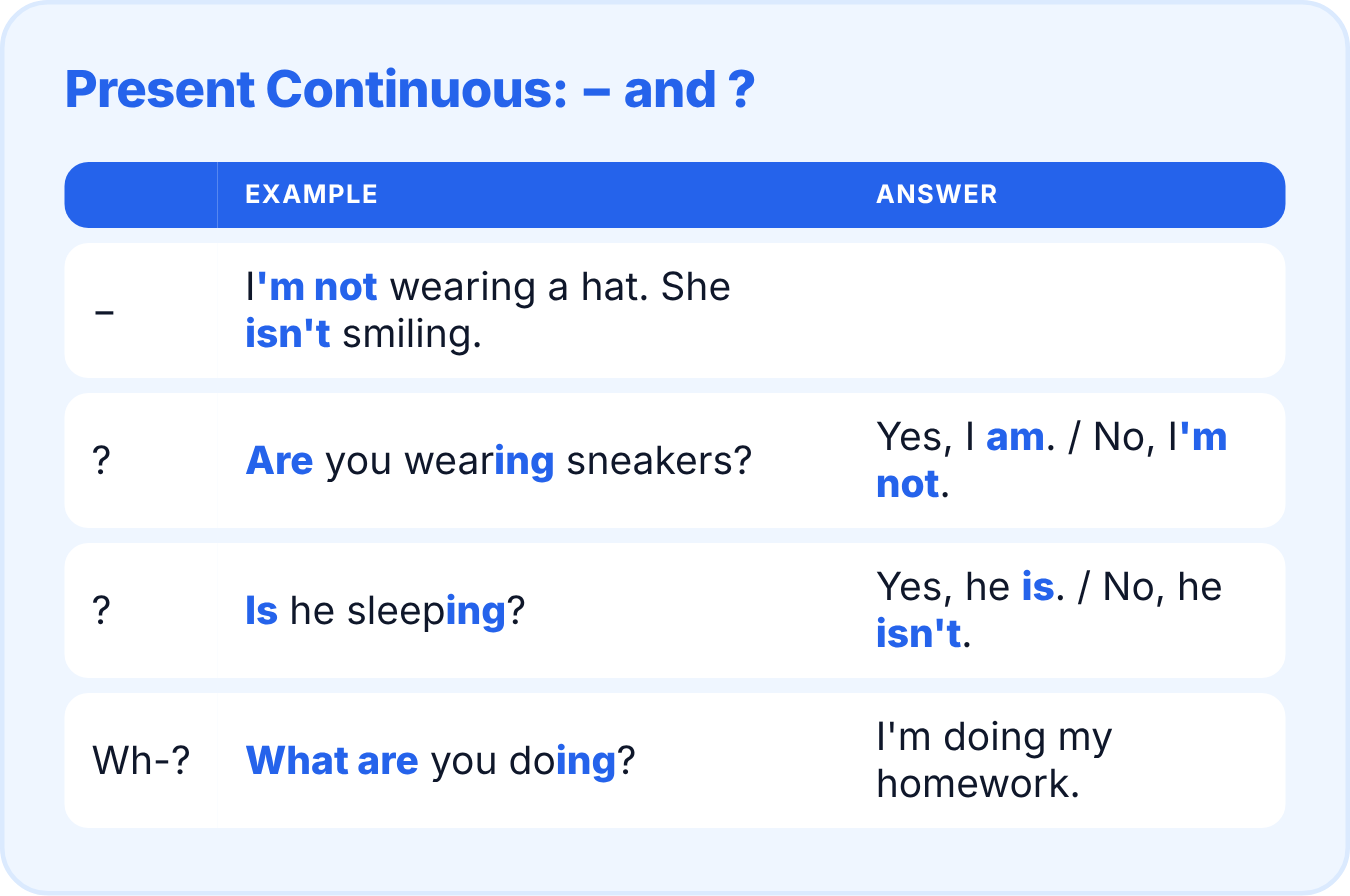 Present Continuous: – and ?
EXAMPLE ANSWER
– I'm not wearing a hat. She
isn't smiling.
? Are you wearing sneakers? Yes, I am. / No, I'm
not.
? Is he sleeping? Yes, he is. / No, he
isn't.
Wh-? What are you doing? I'm doing my
homework.